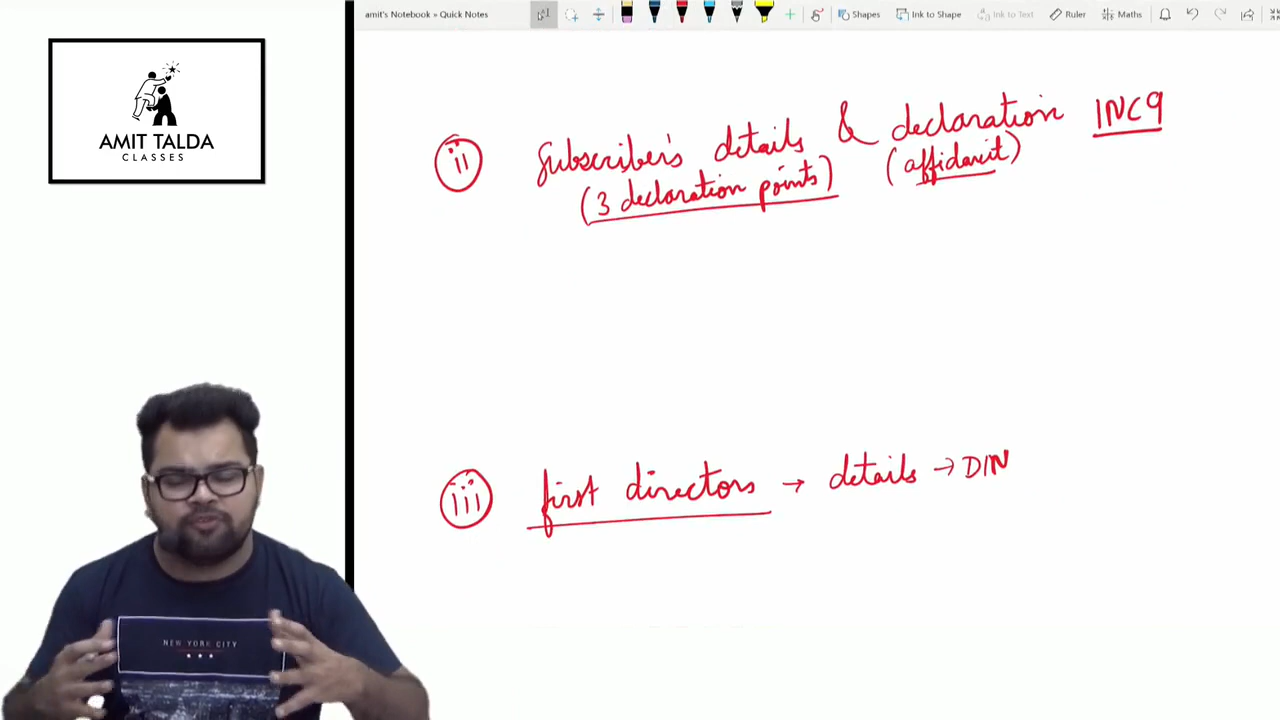 amit's Notebook » Quick Notes
Shapes
Ink to Shape
Ink to Text
Ruler
Maths
AMIT TALDA
CLASSES
ii Subscriber's details & declaration INC9
(3 declaration points) (affidavit)
iii first directors → details → DIN
NEW YORK CITY